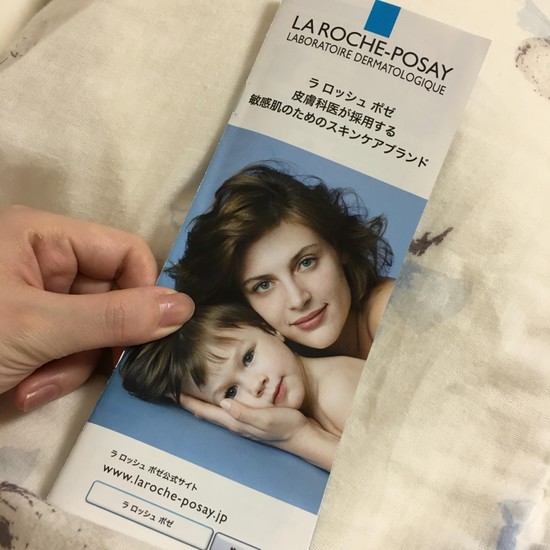 LA ROCHE-POSAY
LABORATOIRE DERMATOLOGIQUE
ラ ロッシュ ポゼ
皮膚科医が採用する
敏感肌のためのスキンケアブランド
ラ ロッシュ ポゼ公式サイト
www.laroche-posay.jp
ラ ロッシュ ポゼ